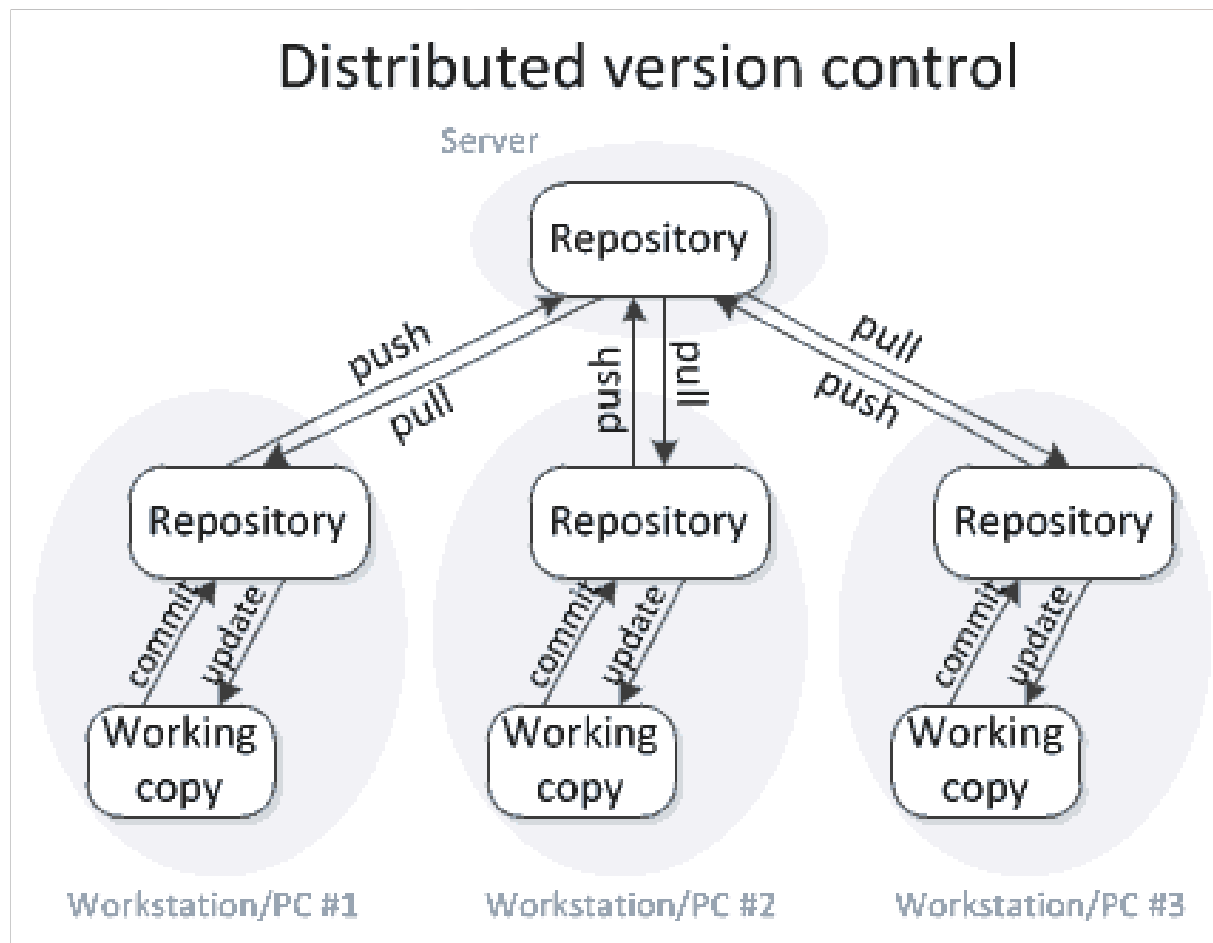 Distributed version control
Server
Repository
push
pull
push
pull
pull
push
Repository
Repository
Repository
commit
update
commit
update
commit
update
Working
copy
Working
copy
Working
copy
Workstation/PC #1
Workstation/PC #2
Workstation/PC #3